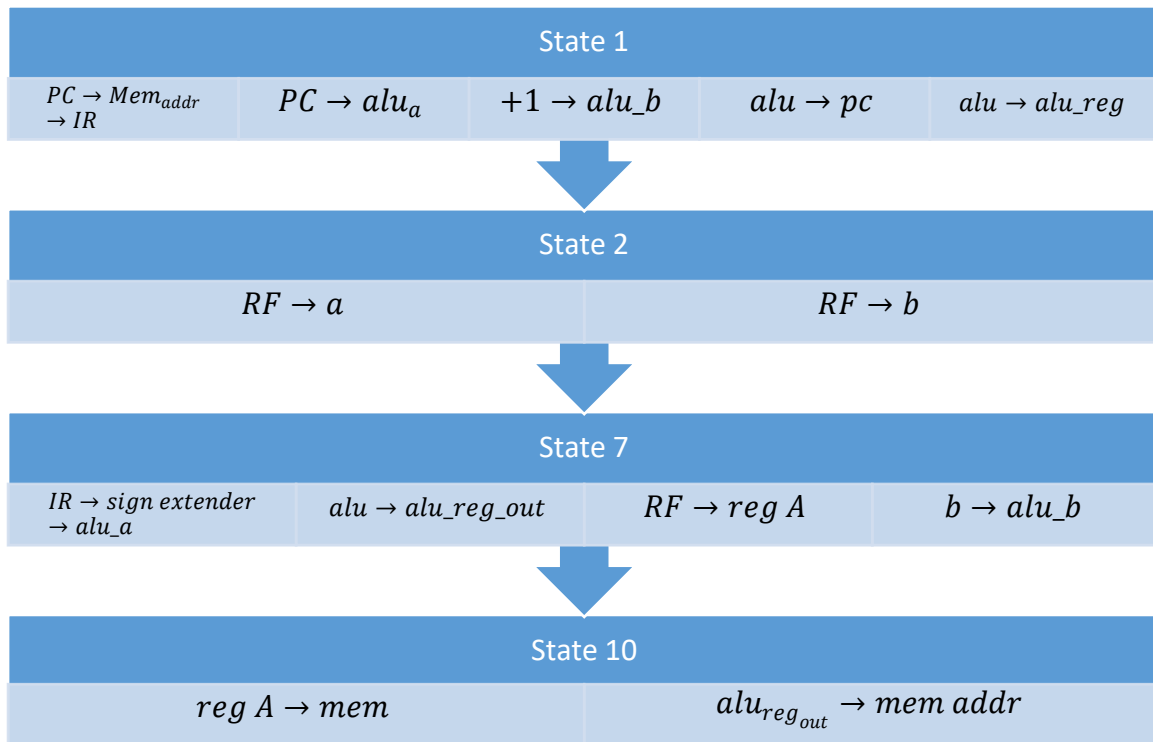 State 1
PC → Mem_addr
→ IR
PC → alu_a
+1 → alu_b
alu → pc
alu → alu_reg
State 2
RF → a
RF → b
State 7
IR → sign extender
→ alu_a
alu → alu_reg_out
RF → reg A
b → alu_b
State 10
reg A → mem
alu_reg_out → mem addr